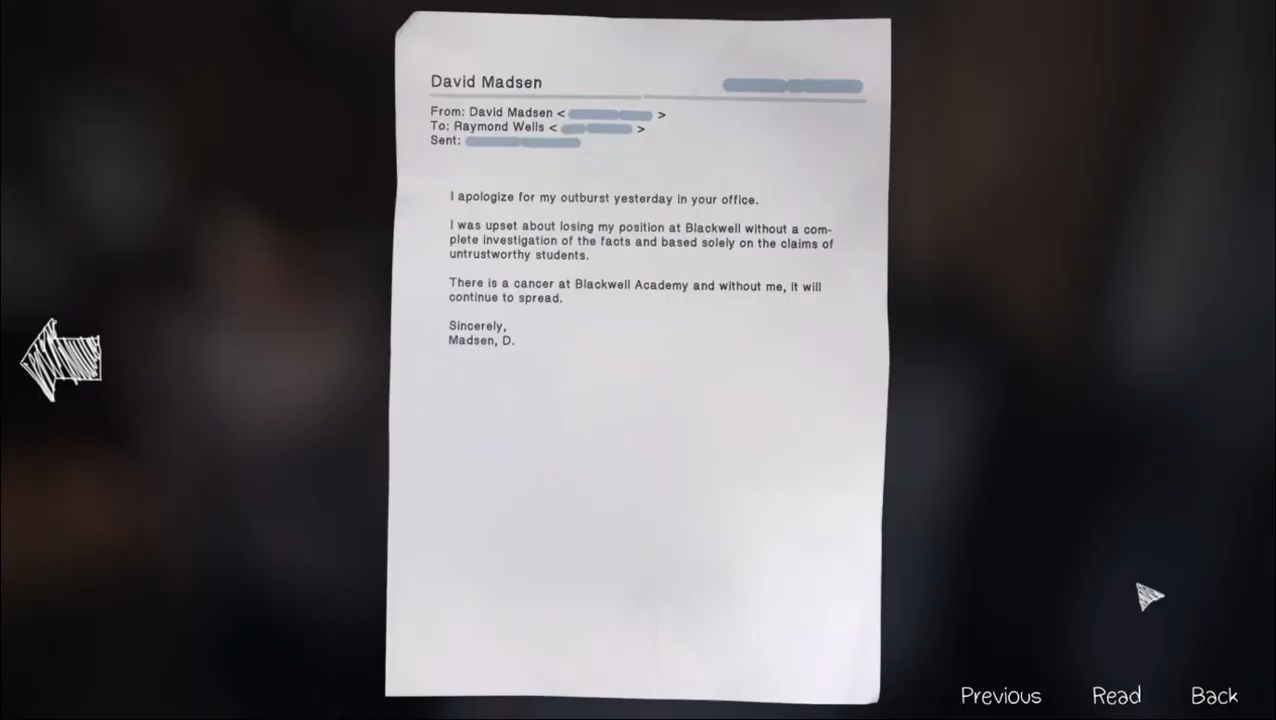 David Madsen
From: David Madsen < >
To: Raymond Wells < >
Sent:
I apologize for my outburst yesterday in your office.
I was upset about losing my position at Blackwell without a com-
plete investigation of the facts and based solely on the claims of
untrustworthy students.
There is a cancer at Blackwell Academy and without me, it will
continue to spread.
Sincerely,
Madsen, D.
Previous Read Back